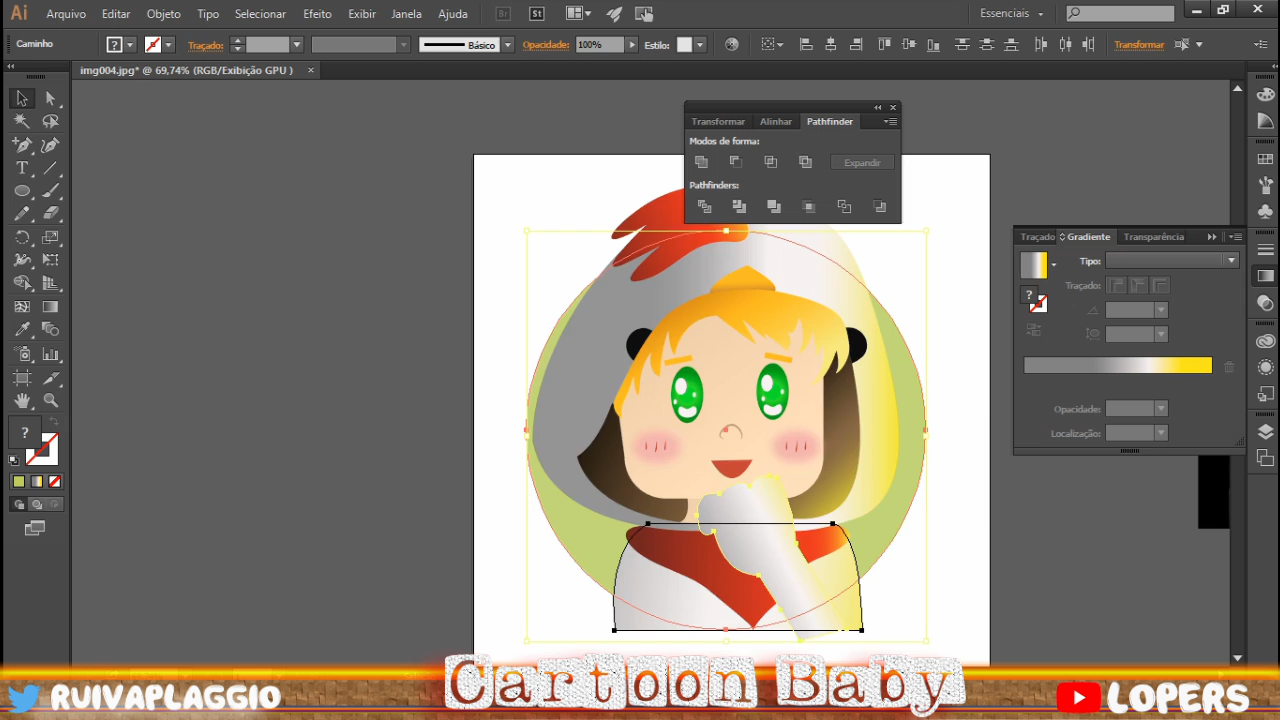 Ai Arquivo Editar Objeto Tipo Selecionar Efeito Exibir Janela Ajuda Br St Essenciais
Caminho ? Traçado: Básico Opacidade: 100% Estilo: Transformar
img004.jpg* @ 69,74% (RGB/Exibição GPU ) ×
Transformar Alinhar Pathfinder
Modos de forma:
Expandir
Pathfinders:
Traçado Gradiente Transparência
Tipo:
Traçado:
?
Opacidade:
Localização:
?
T
Cartoon Baby
RUIVAPLAGGIO
LOPERS